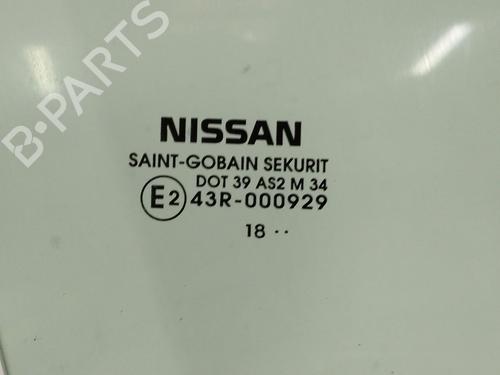 B-PARTS
NISSAN
SAINT-GOBAIN SEKURIT
DOT 39 AS2 M 34
E2 43R-000929
18 ··